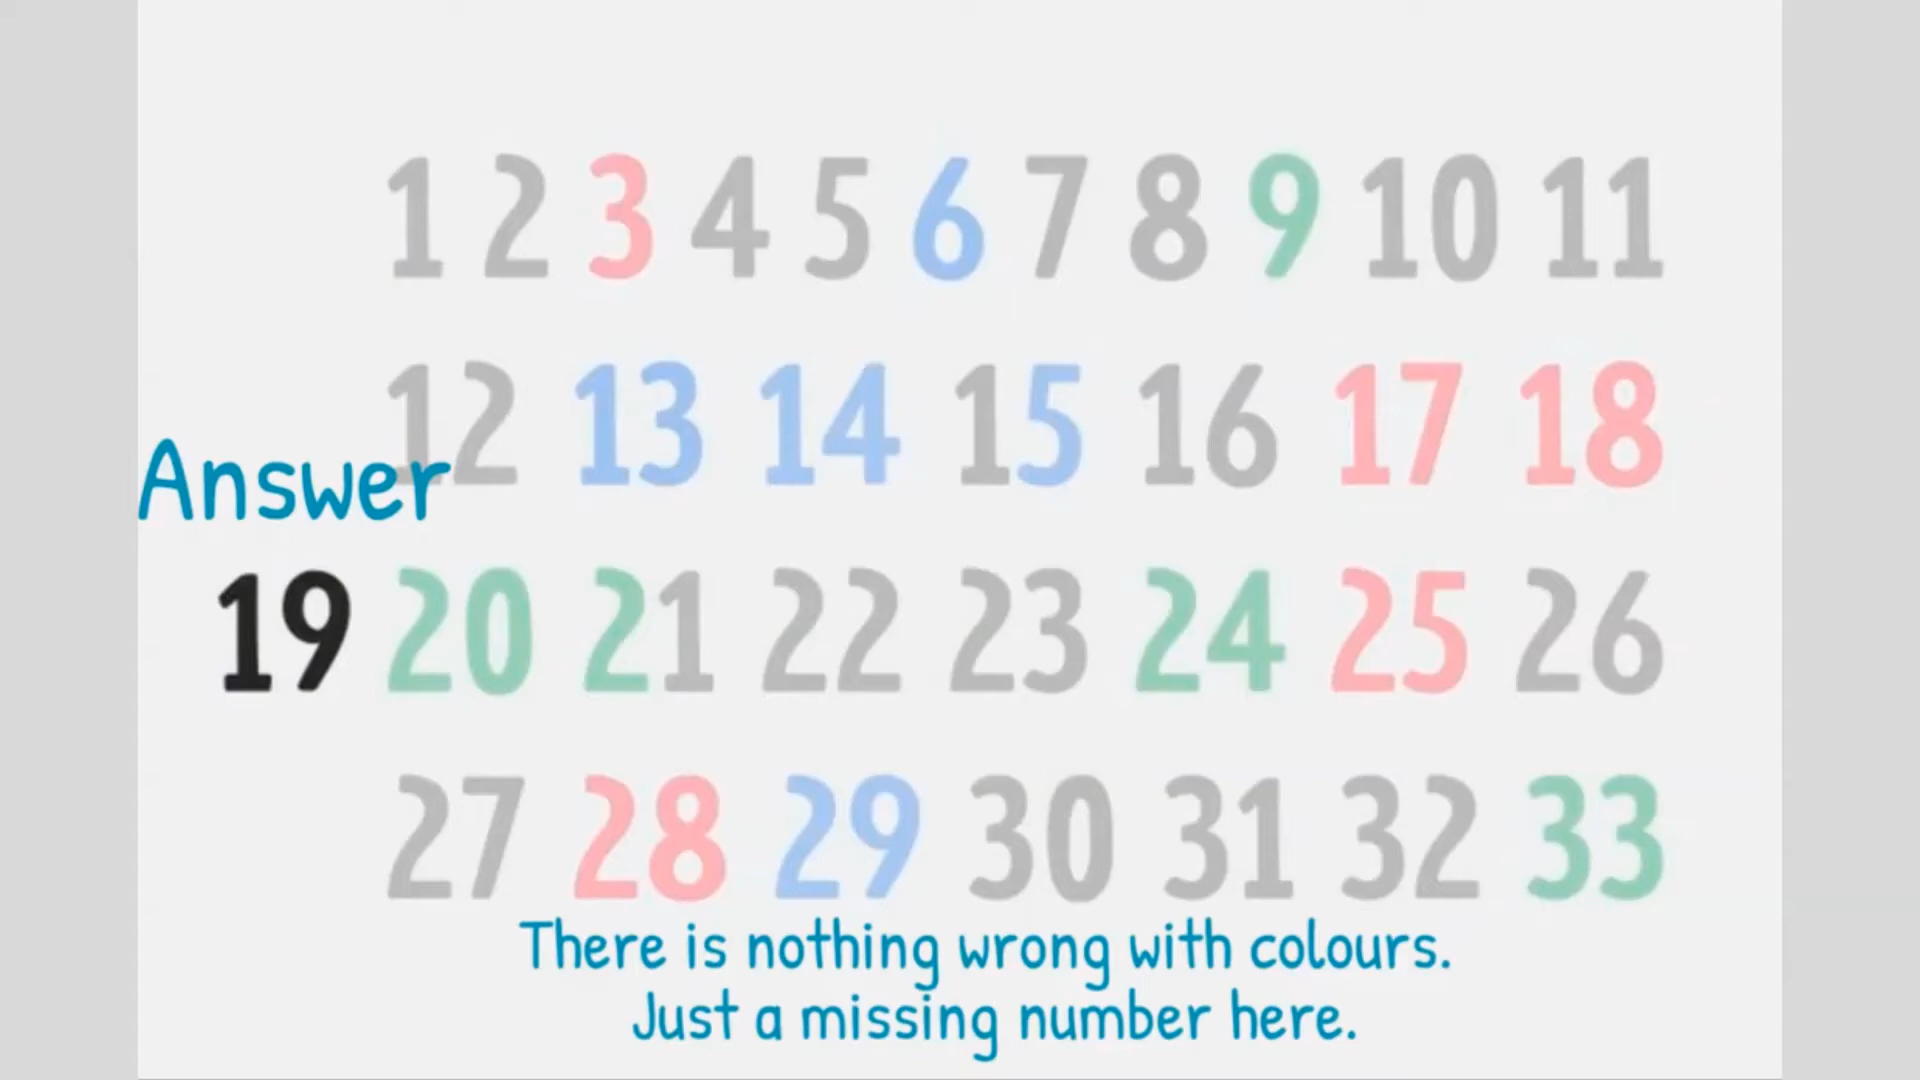 1 2 3 4 5 6 7 8 9 10 11
12 13 14 15 16 17 18
Answer
19 20 21 22 23 24 25 26
27 28 29 30 31 32 33
There is nothing wrong with colours.
Just a missing number here.